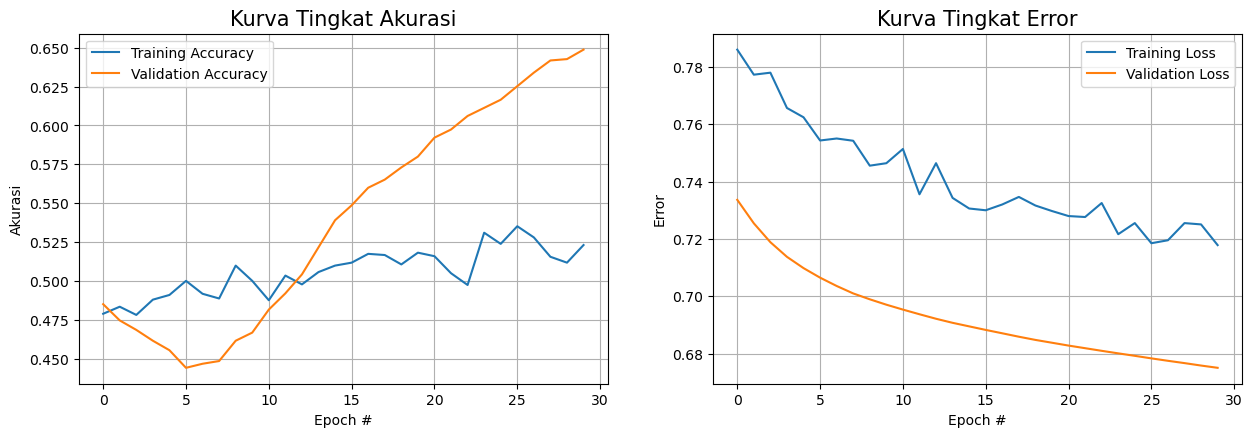 Kurva Tingkat Akurasi
Training Accuracy
Validation Accuracy
0.650
0.625
0.600
0.575
0.550
0.525
0.500
0.475
0.450
Akurasi
0 5 10 15 20 25 30
Epoch #
Kurva Tingkat Error
Training Loss
Validation Loss
0.78
0.76
0.74
0.72
0.70
0.68
Error
0 5 10 15 20 25 30
Epoch #